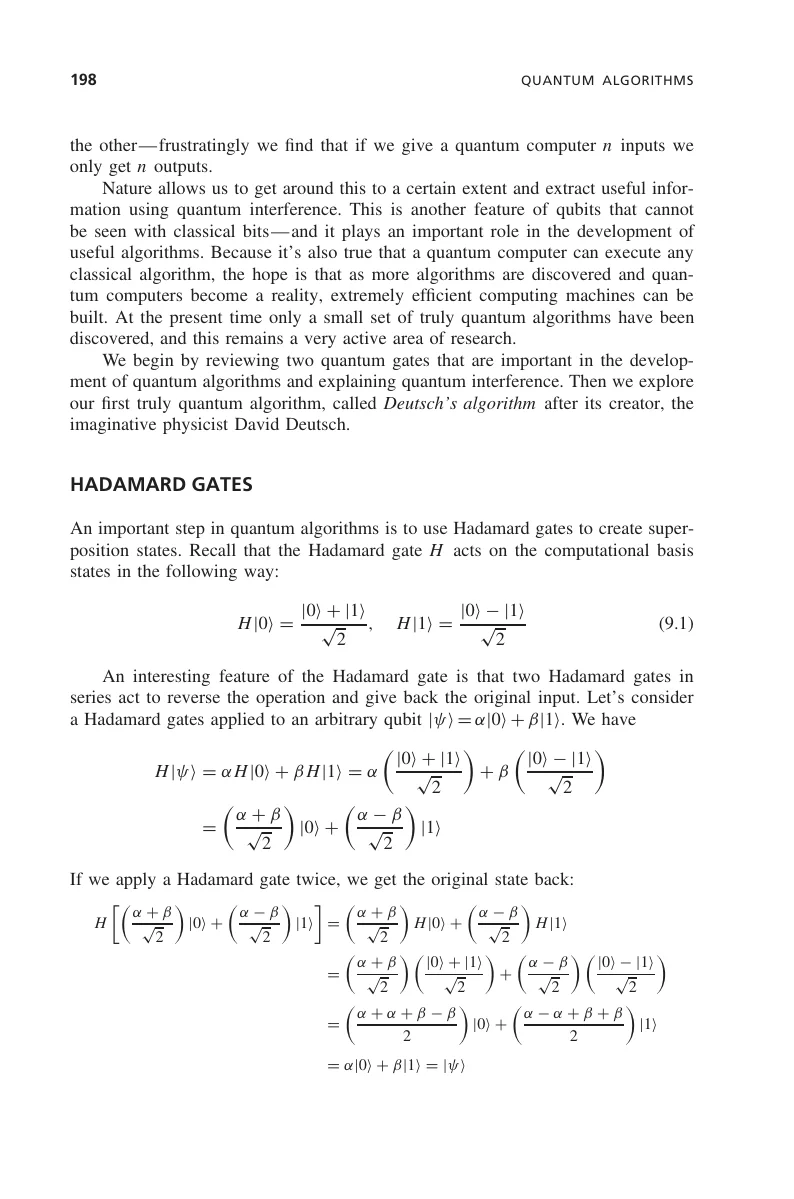 198 QUANTUM ALGORITHMS
the other—frustratingly we find that if we give a quantum computer n inputs we
only get n outputs.
Nature allows us to get around this to a certain extent and extract useful infor-
mation using quantum interference. This is another feature of qubits that cannot
be seen with classical bits—and it plays an important role in the development of
useful algorithms. Because it's also true that a quantum computer can execute any
classical algorithm, the hope is that as more algorithms are discovered and quan-
tum computers become a reality, extremely efficient computing machines can be
built. At the present time only a small set of truly quantum algorithms have been
discovered, and this remains a very active area of research.
We begin by reviewing two quantum gates that are important in the develop-
ment of quantum algorithms and explaining quantum interference. Then we explore
our first truly quantum algorithm, called Deutsch's algorithm after its creator, the
imaginative physicist David Deutsch.
HADAMARD GATES
An important step in quantum algorithms is to use Hadamard gates to create super-
position states. Recall that the Hadamard gate H acts on the computational basis
states in the following way:
H|0⟩ = (|0⟩ + |1⟩)/√2, H|1⟩ = (|0⟩ − |1⟩)/√2 (9.1)
An interesting feature of the Hadamard gate is that two Hadamard gates in
series act to reverse the operation and give back the original input. Let's consider
a Hadamard gates applied to an arbitrary qubit |ψ⟩ = α|0⟩ + β|1⟩. We have
H|ψ⟩ = αH|0⟩ + βH|1⟩ = α((|0⟩ + |1⟩)/√2) + β((|0⟩ − |1⟩)/√2)
= ((α + β)/√2)|0⟩ + ((α − β)/√2)|1⟩
If we apply a Hadamard gate twice, we get the original state back:
H[((α + β)/√2)|0⟩ + ((α − β)/√2)|1⟩] = ((α + β)/√2)H|0⟩ + ((α − β)/√2)H|1⟩
= ((α + β)/√2)((|0⟩ + |1⟩)/√2) + ((α − β)/√2)((|0⟩ − |1⟩)/√2)
= ((α + α + β − β)/2)|0⟩ + ((α − α + β + β)/2)|1⟩
= α|0⟩ + β|1⟩ = |ψ⟩